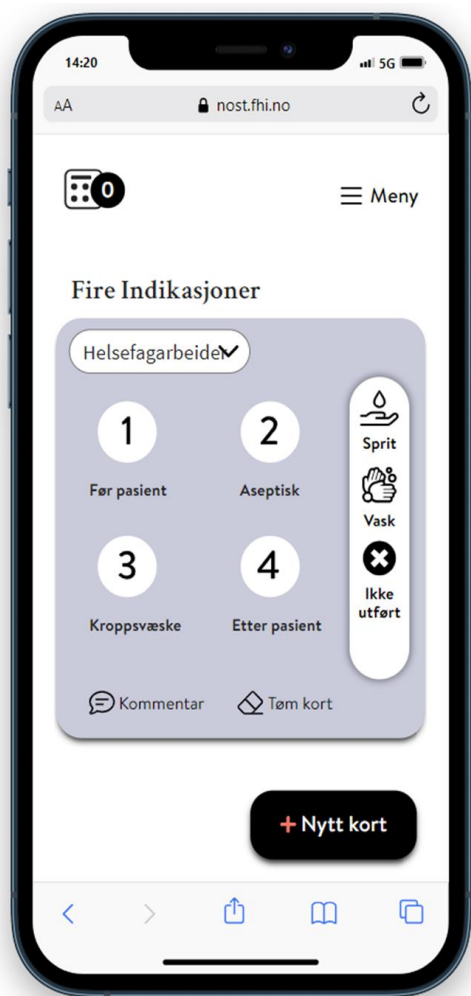 14:20
5G
AA nost.fhi.no
0
Meny
Fire Indikasjoner
Helsefagarbeider
1 2
Før pasient Aseptisk
3 4
Kroppsvæske Etter pasient
Sprit
Vask
Ikke
utført
Kommentar Tøm kort
+ Nytt kort